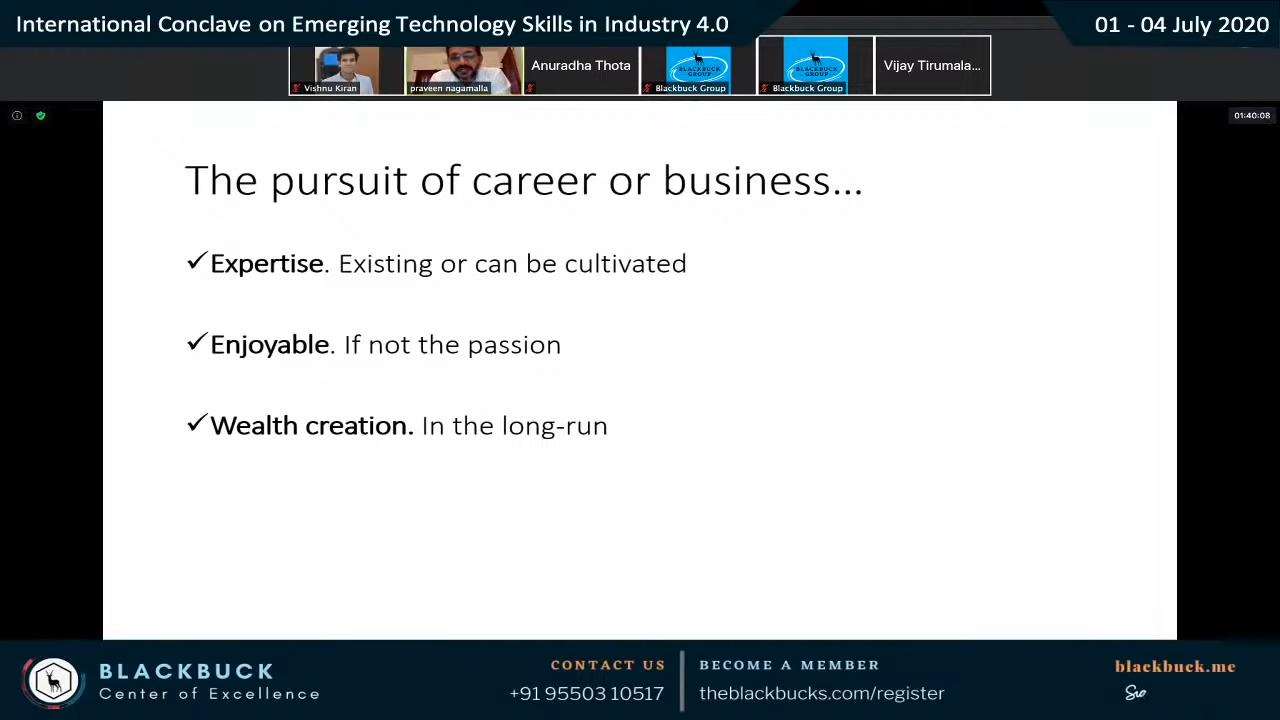 International Conclave on Emerging Technology Skills in Industry 4.0
01 - 04 July 2020
Vishnu Kiran
praveen nagamalla
Anuradha Thota
BLACKBUCK GROUP
Blackbuck Group
BLACKBUCK GROUP
Blackbuck Group
Vijay Tirumala...
01:40:08
The pursuit of career or business...
✓Expertise. Existing or can be cultivated
✓Enjoyable. If not the passion
✓Wealth creation. In the long-run
BLACKBUCK
Center of Excellence
CONTACT US
+91 95503 10517
BECOME A MEMBER
theblackbucks.com/register
blackbuck.me